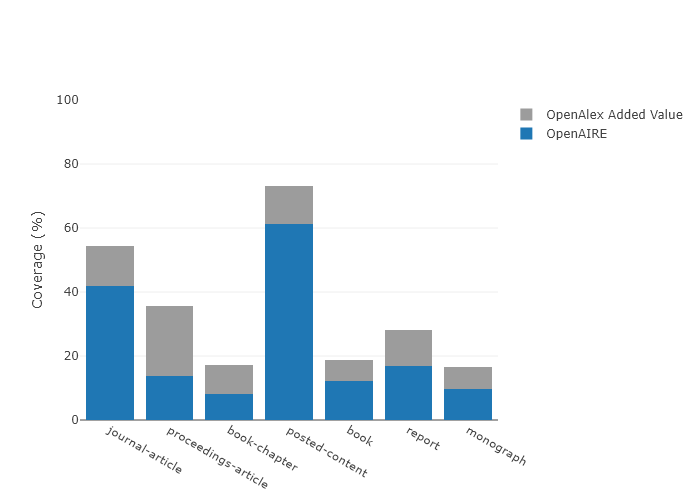 100
80
60
40
20
0
Coverage (%)
journal-article
proceedings-article
book-chapter
posted-content
book
report
monograph
OpenAlex Added Value
OpenAIRE